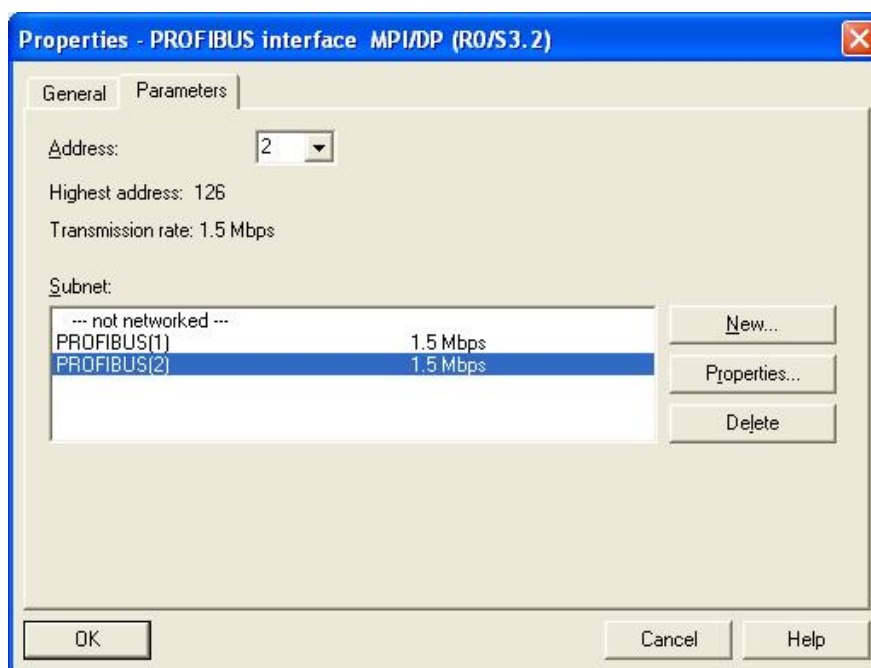 Properties - PROFIBUS interface MPI/DP (R0/S3.2)
General Parameters
Address: 2
Highest address: 126
Transmission rate: 1.5 Mbps
Subnet:
--- not networked ---
PROFIBUS(1) 1.5 Mbps
PROFIBUS(2) 1.5 Mbps
New...
Properties...
Delete
OK Cancel Help